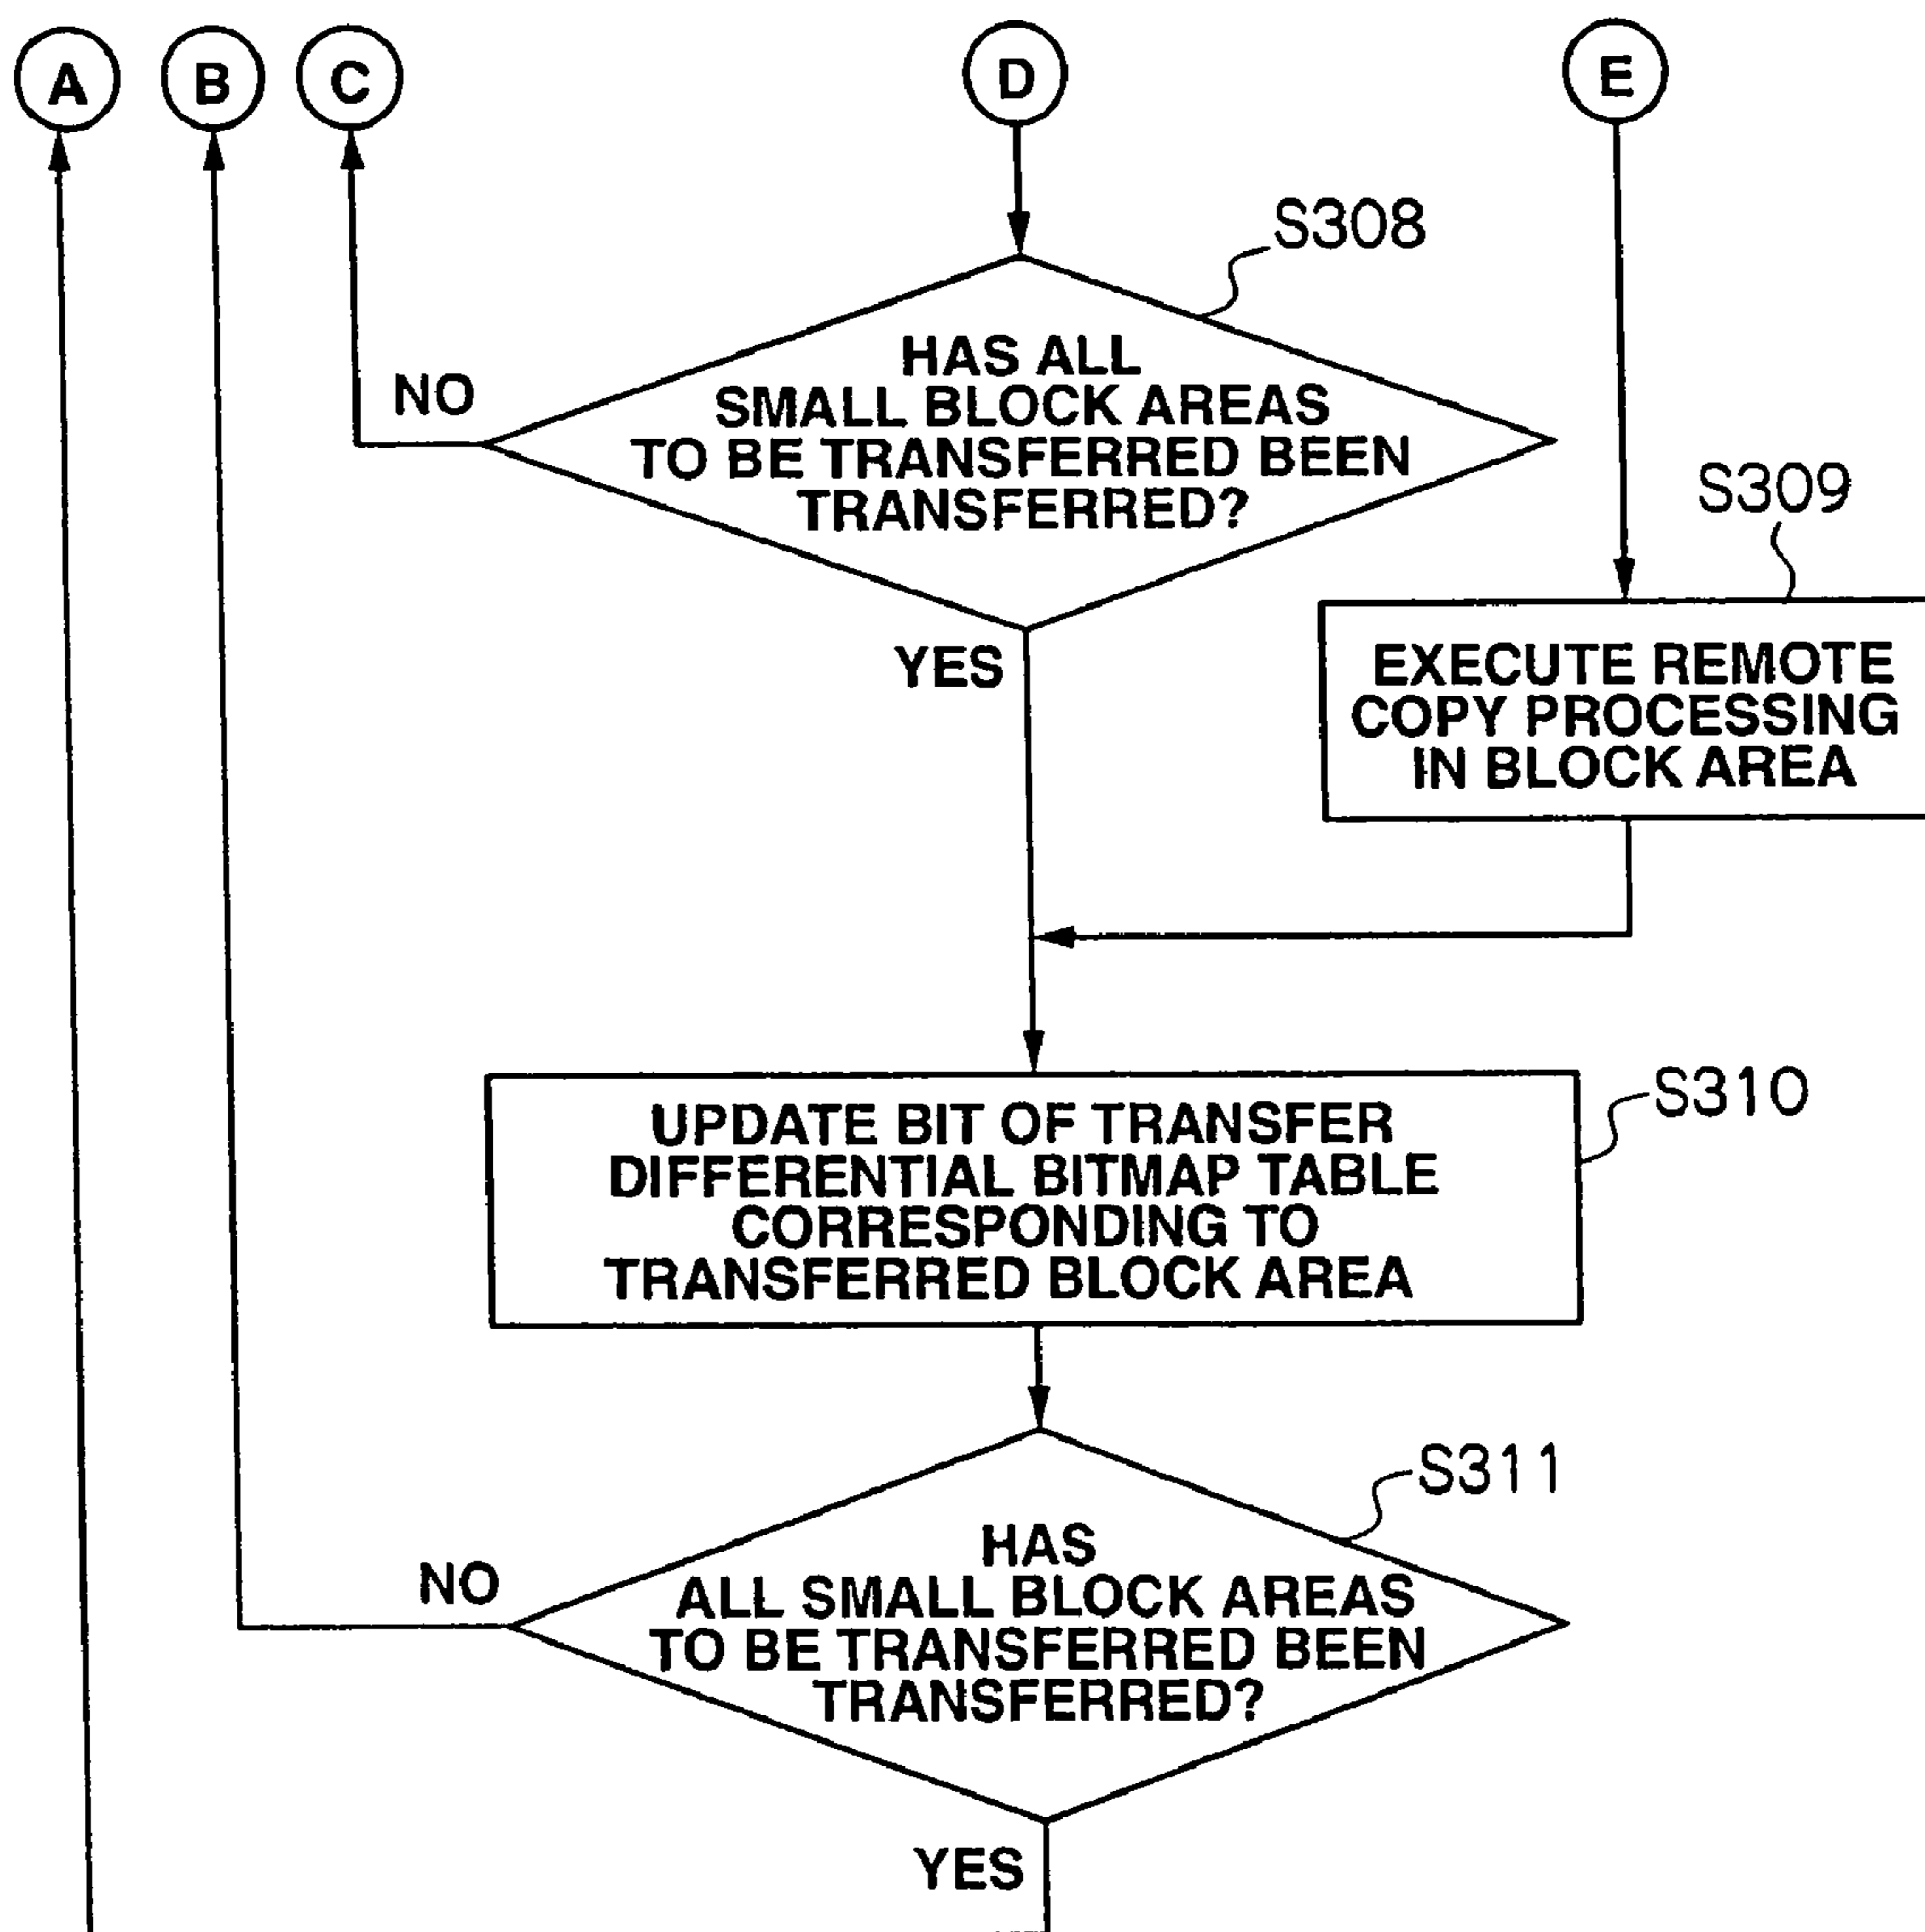 A
B
C
D
E
S308
HAS ALL
SMALL BLOCK AREAS
TO BE TRANSFERRED BEEN
TRANSFERRED?
NO
YES
S309
EXECUTE REMOTE
COPY PROCESSING
IN BLOCK AREA
S310
UPDATE BIT OF TRANSFER
DIFFERENTIAL BITMAP TABLE
CORRESPONDING TO
TRANSFERRED BLOCK AREA
S311
HAS
ALL SMALL BLOCK AREAS
TO BE TRANSFERRED BEEN
TRANSFERRED?
NO
YES